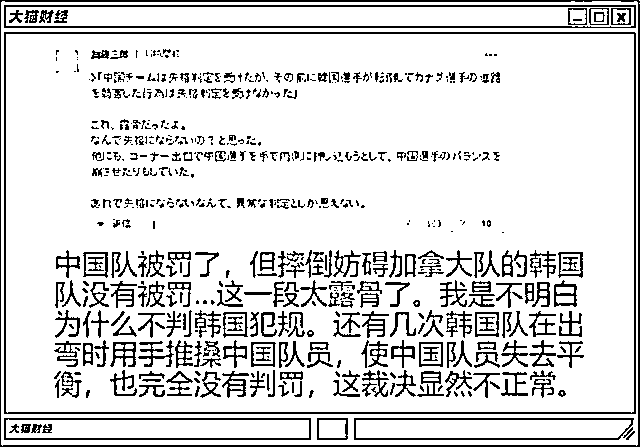 大猫财经
>「中国チームは失格判定を受けたが、その前に韓国選手が転倒してカナダ選手の進路
を妨害した行為は失格判定を受けなかった」
これ、露骨だったよ。
なんで失格にならないの？と思った。
他にも、コーナー出口で中国選手を手で内側に押し込もうとして、中国選手のバランスを
崩させたりもしていた。
あれで失格にならないなんて、異常な判定としか思えない。
返信
中国队被罚了，但摔倒妨碍加拿大队的韩国
队没有被罚...这一段太露骨了。我是不明白
为什么不判韩国犯规。还有几次韩国队在出
弯时用手推搡中国队员，使中国队员失去平
衡，也完全没有判罚，这裁决显然不正常。
大猫财经